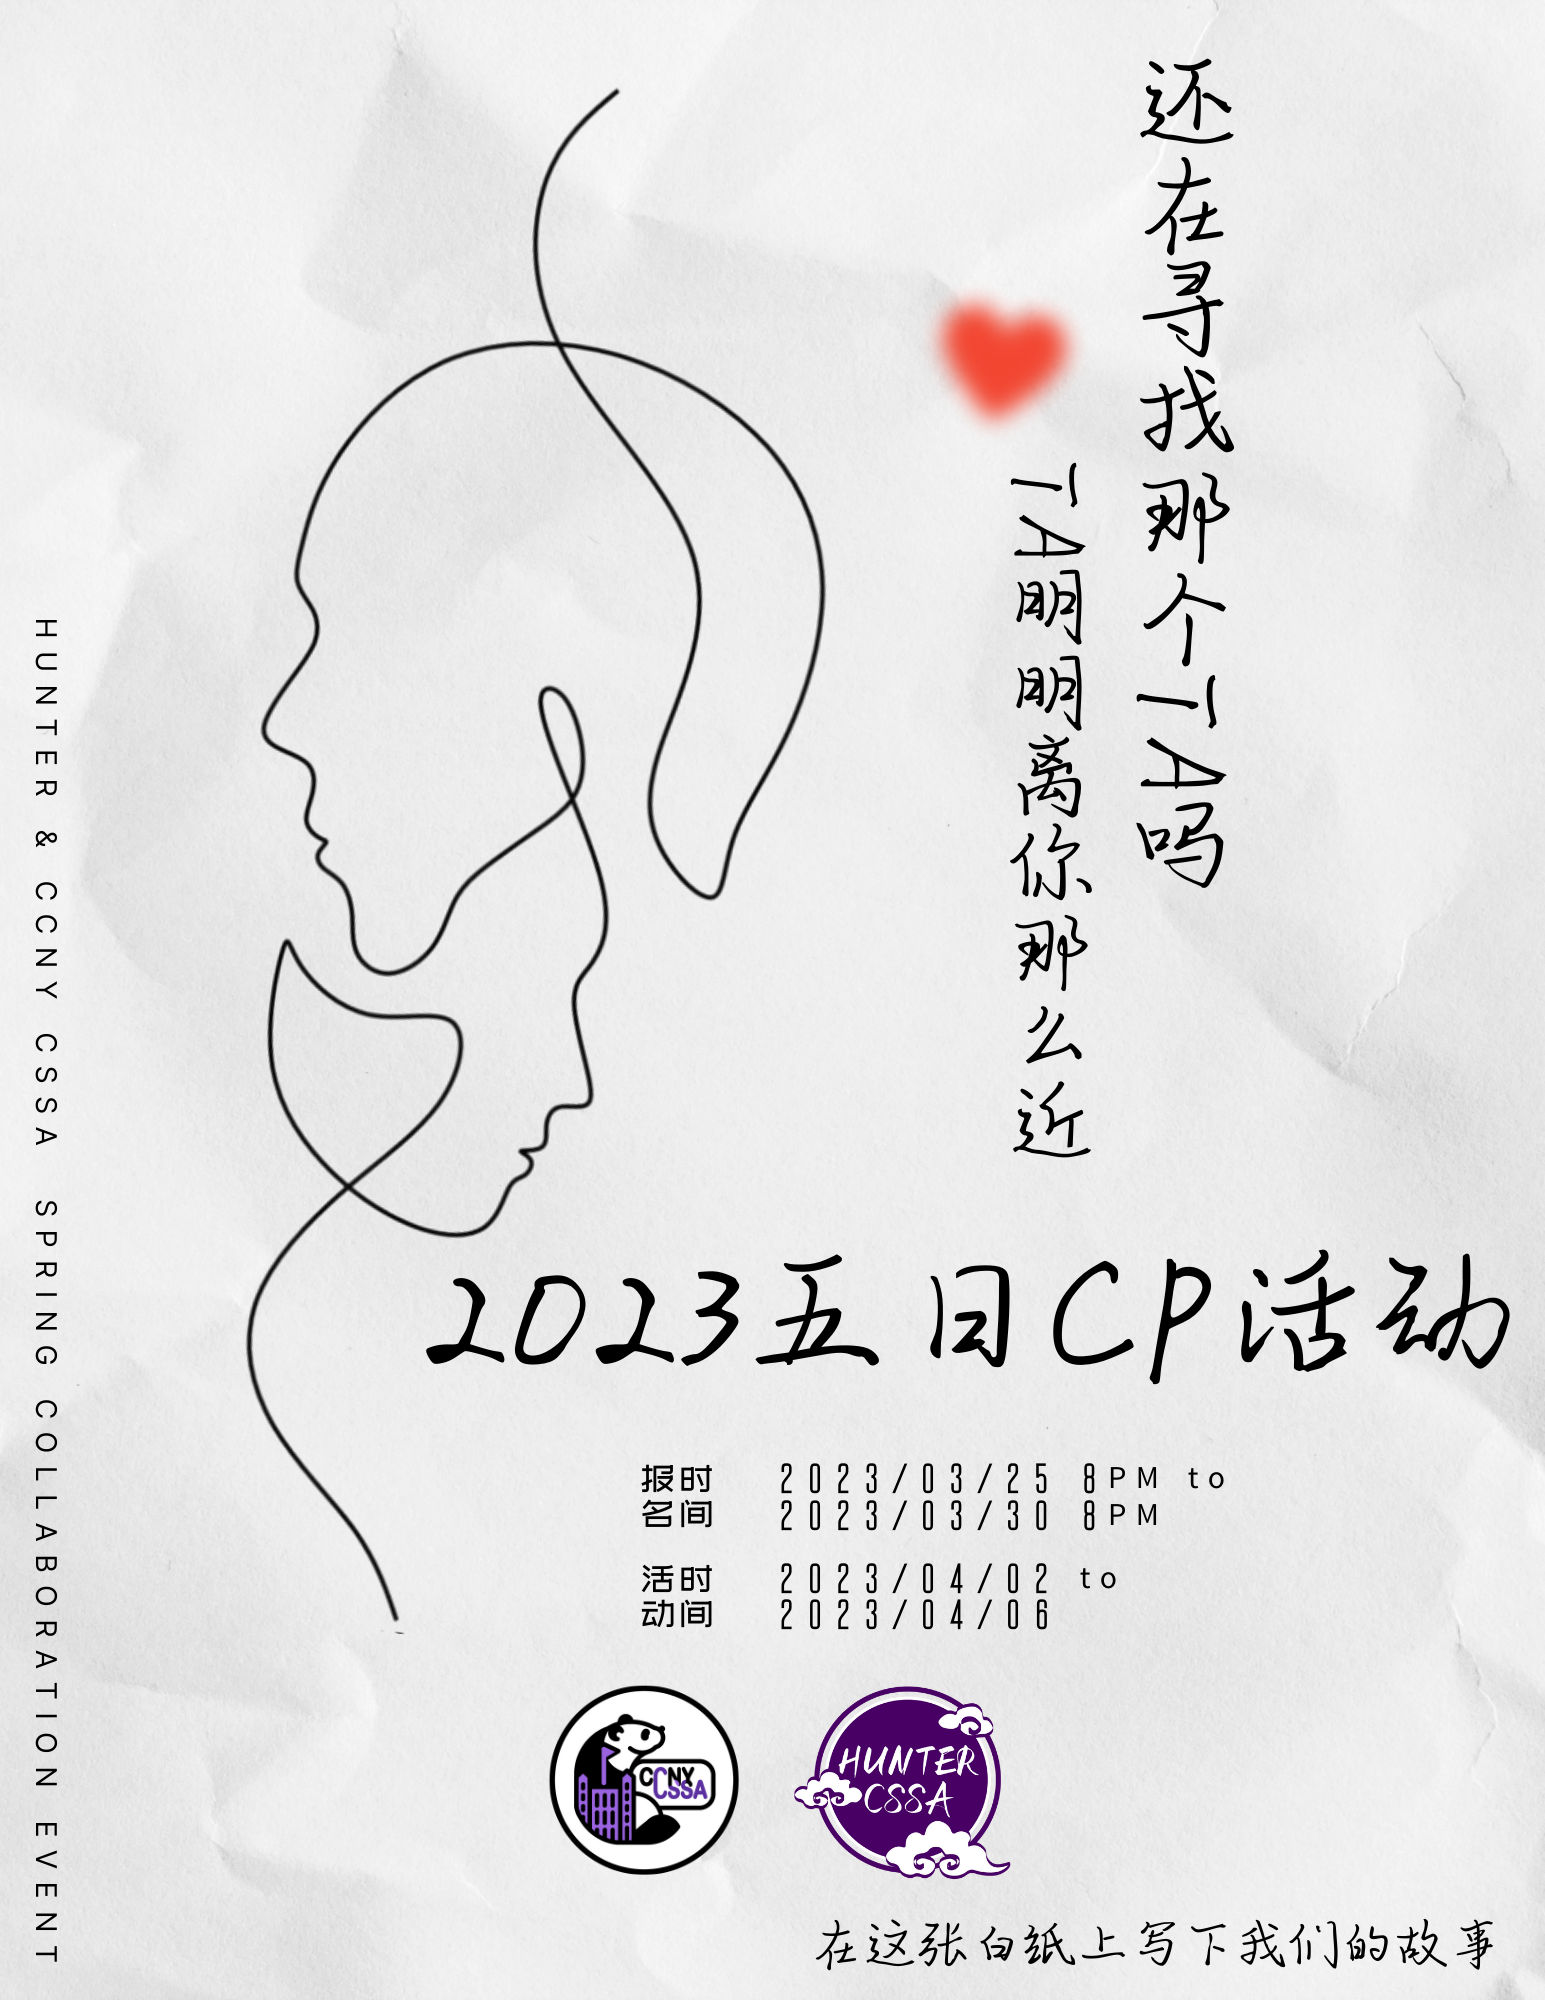 还在寻找那个TA吗
TA明明离你那么近
HUNTER & CCNY CSSA SPRING COLLABORATION EVENT
2023五日CP活动
报名时间 2023/03/25 8PM to
2023/03/30 8PM
活动时间 2023/04/02 to
2023/04/06
CCNY
CSSA
HUNTER
CSSA
在这张白纸上写下我们的故事